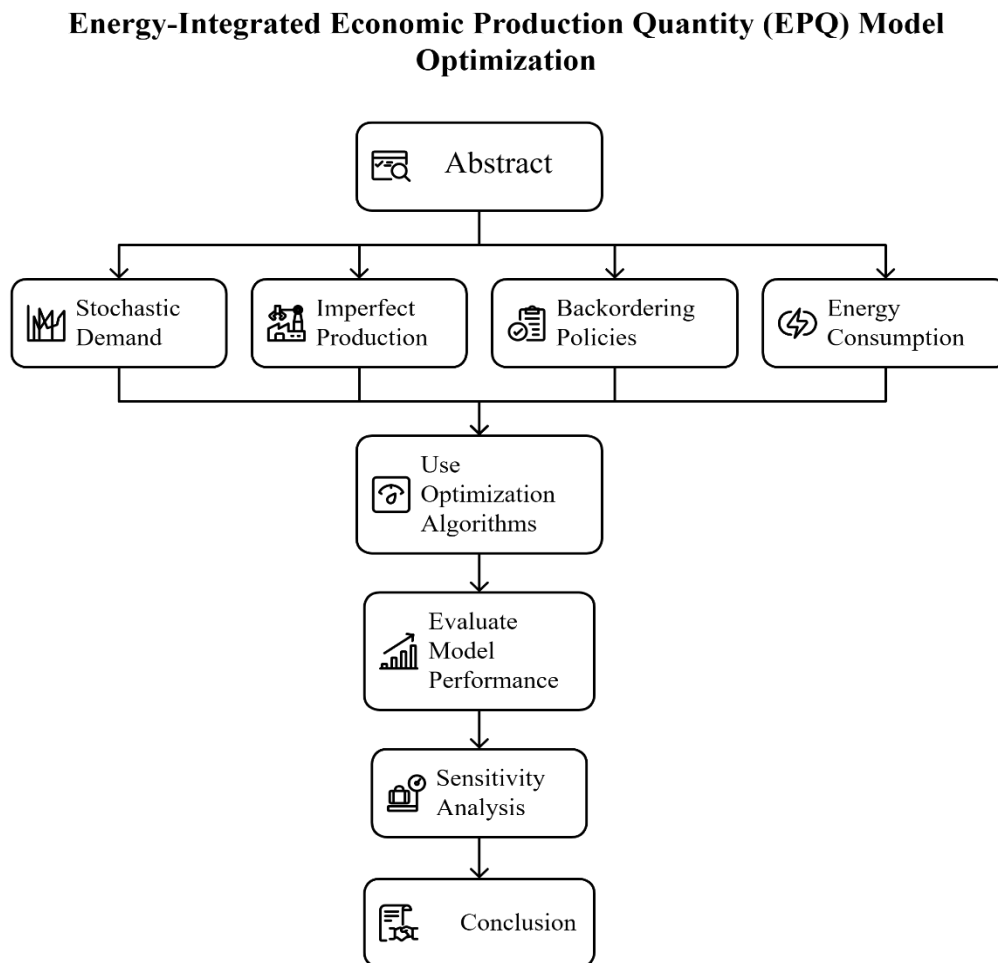 Energy-Integrated Economic Production Quantity (EPQ) Model
Optimization
Abstract
Stochastic
Demand
Imperfect
Production
Backordering
Policies
Energy
Consumption
Use
Optimization
Algorithms
Evaluate
Model
Performance
Sensitivity
Analysis
Conclusion